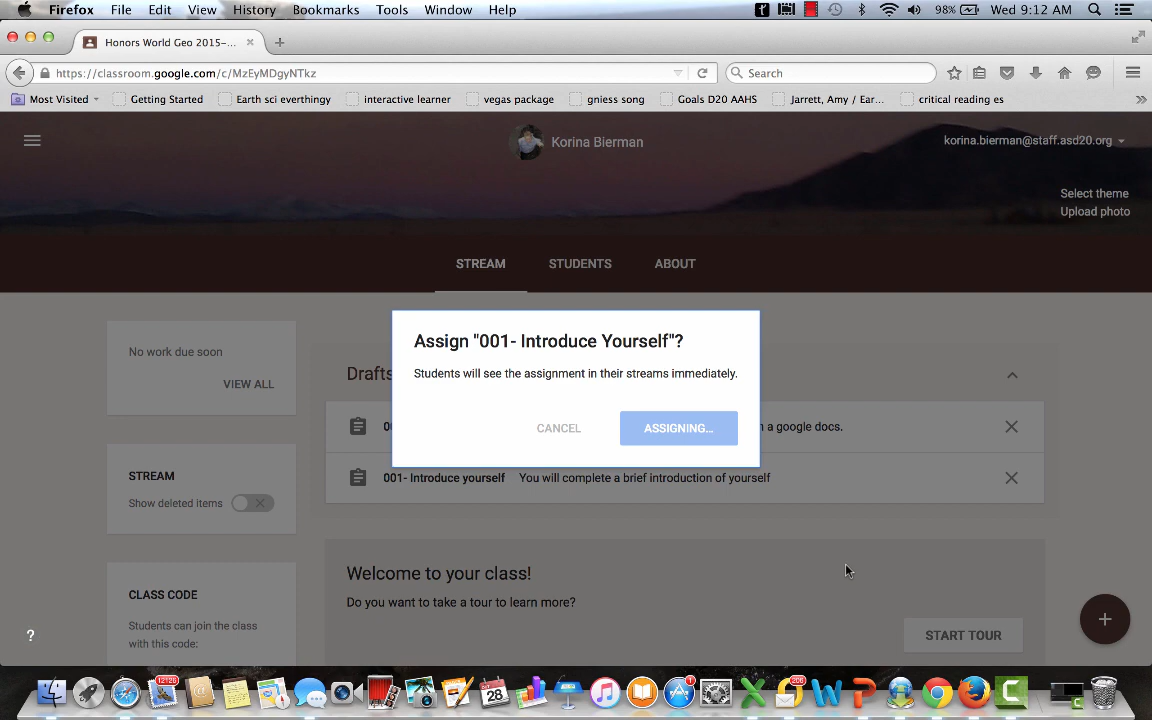 Firefox File Edit View History Bookmarks Tools Window Help 98% Wed 9:12 AM
Honors World Geo 2015-...
https://classroom.google.com/c/MzEyMDgyNTkz Search
Most Visited Getting Started Earth sci everthingy interactive learner vegas package gniess song Goals D20 AAHS Jarrett, Amy / Ear... critical reading es
Korina Bierman korina.bierman@staff.asd20.org
Select theme
Upload photo
STREAM STUDENTS ABOUT
No work due soon
VIEW ALL
Assign "001- Introduce Yourself"?
Students will see the assignment in their streams immediately.
CANCEL ASSIGNING...
Drafts
00 n a google docs.
001- Introduce yourself You will complete a brief introduction of yourself
STREAM
Show deleted items
Welcome to your class!
Do you want to take a tour to learn more?
START TOUR
CLASS CODE
Students can join the class
with this code:
?
12126
28
1
206